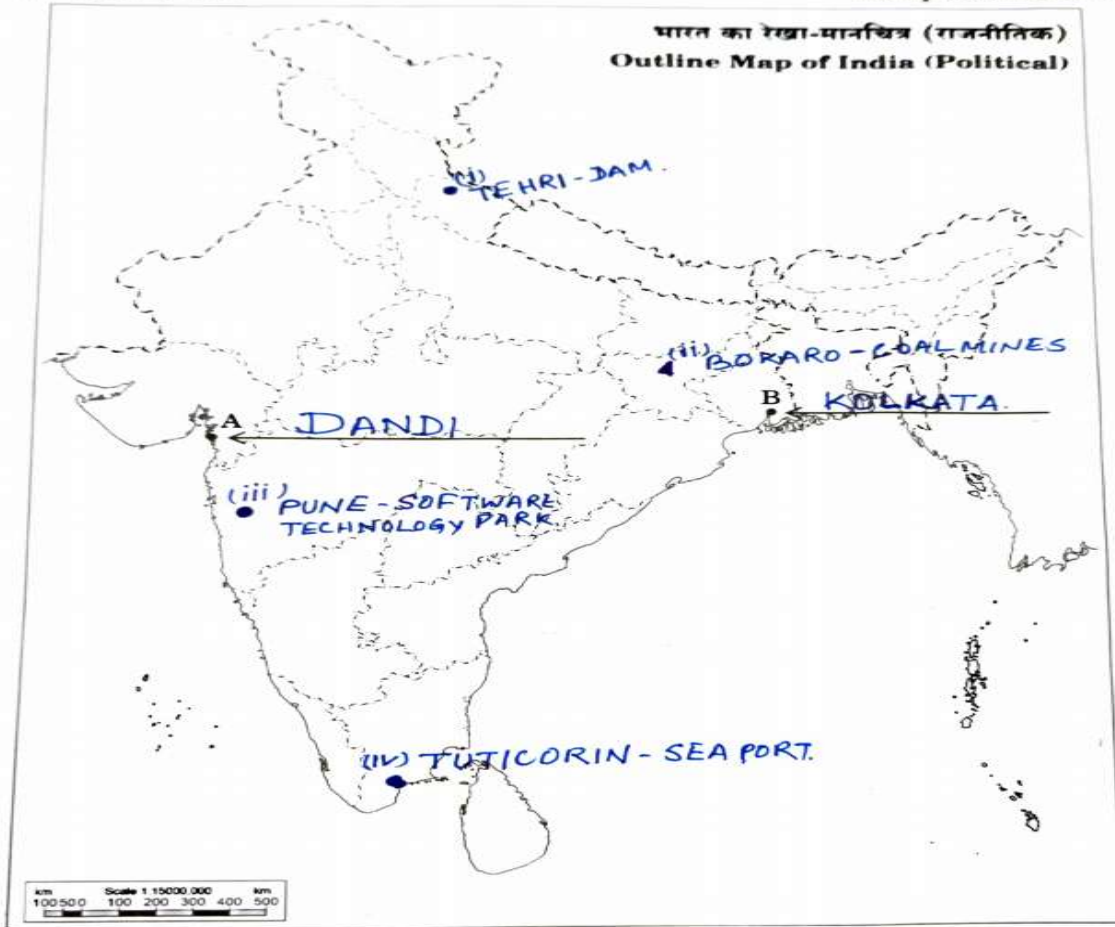 भारत का रेखा-मानचित्र (राजनीतिक)
Outline Map of India (Political)
(i)
TEHRI-DAM.
(ii) BOKARO-COALMINES
A
DANDI
B
KOLKATA
(iii) PUNE-SOFTWARE
TECHNOLOGY PARK
(iv) TUTICORIN-SEA PORT.
km Scale 1:15000,000 km
100 50 0 100 200 300 400 500